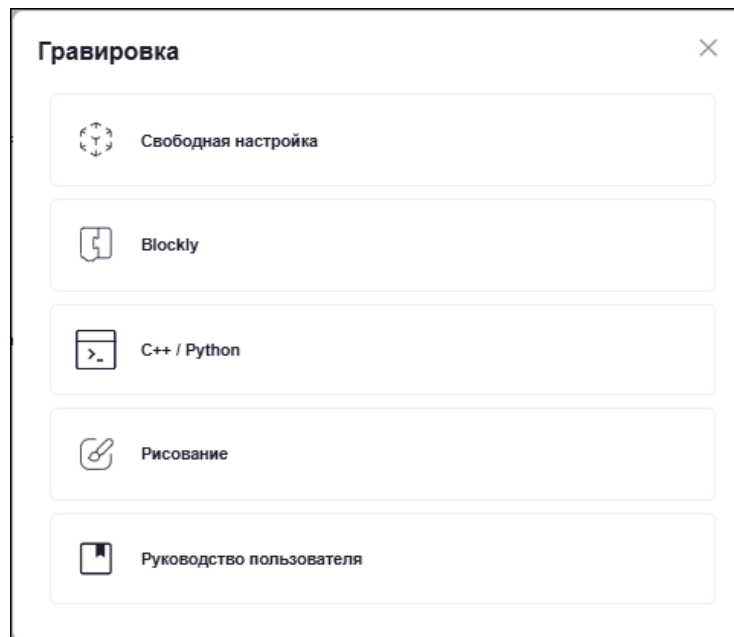 Гравировка
Свободная настройка
Blockly
C++ / Python
Рисование
Руководство пользователя